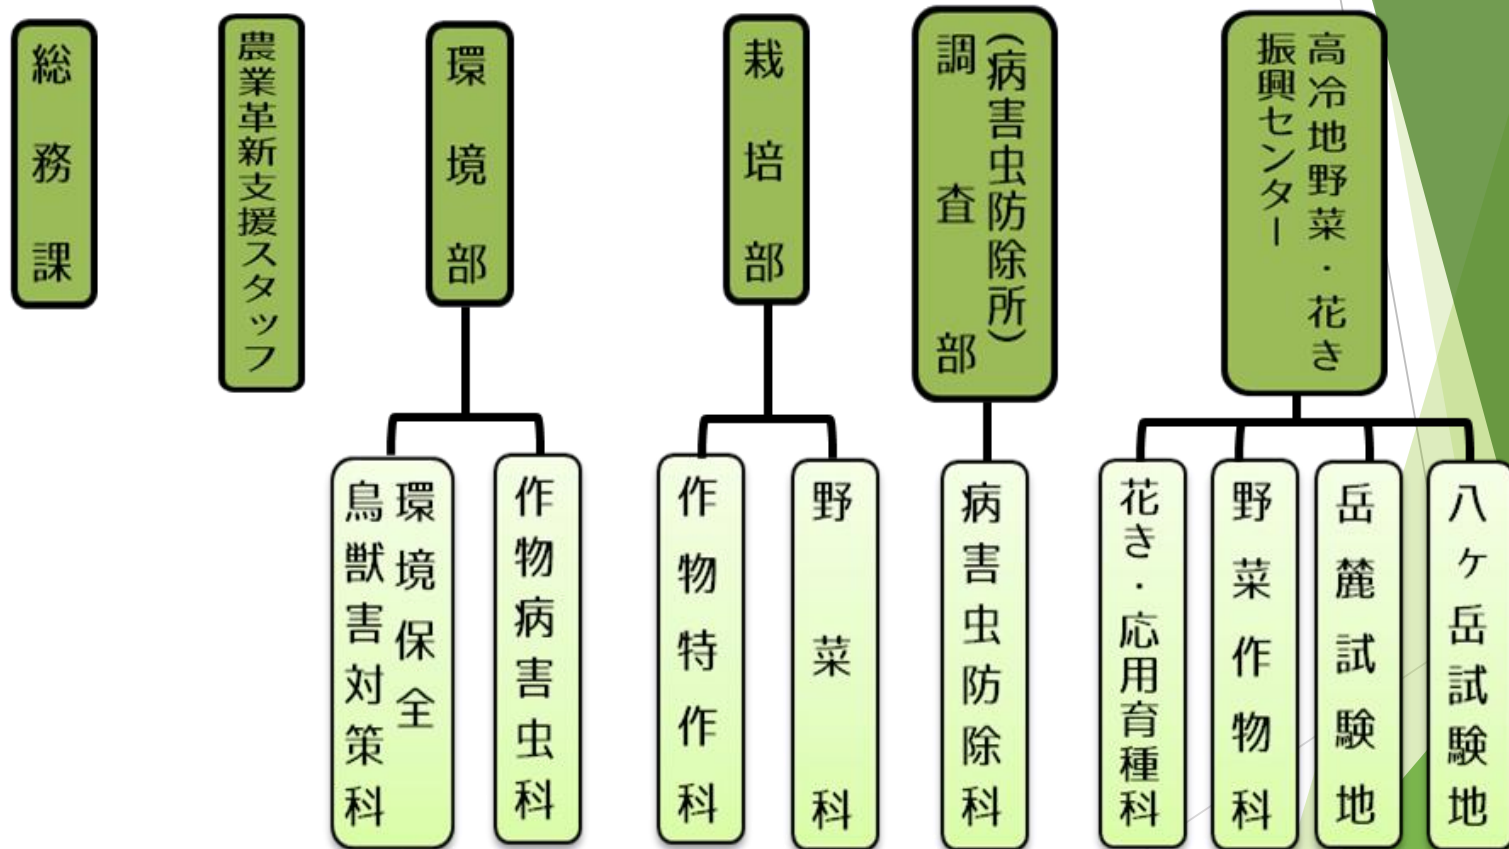 総務課
農業革新支援スタッフ
環境部
栽培部
調査部
(病害虫防除所)
高冷地野菜・花き
振興センター
環境保全
鳥獣害対策科
作物病害虫科
作物特作科
野菜科
病害虫防除科
花き・応用育種科
野菜作物科
岳麓試験地
八ヶ岳試験地